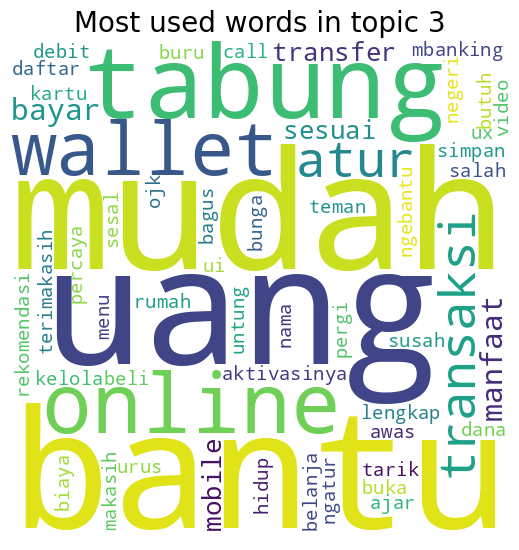 Most used words in topic 3
debit
buru
call
transfer
mbanking
daftar
tabung
negeri
butuh
video
kartu
bayar
wallet
sesuai
ux
atur
simpan
salah
mudah
ojk
sesal
bagus
bunga
teman
ngebantu
percaya
terimakasih
ui
uang
rekomendasi
menu
rumah
untung
nama
pergi
susah
transaksi
manfaat
kelolabeli
aktivasinya
online
lengkap
awas
dana
bantu
biaya
makasih
urus
mobile
hidup
belanja
ngatur
tarik
buka
ajar